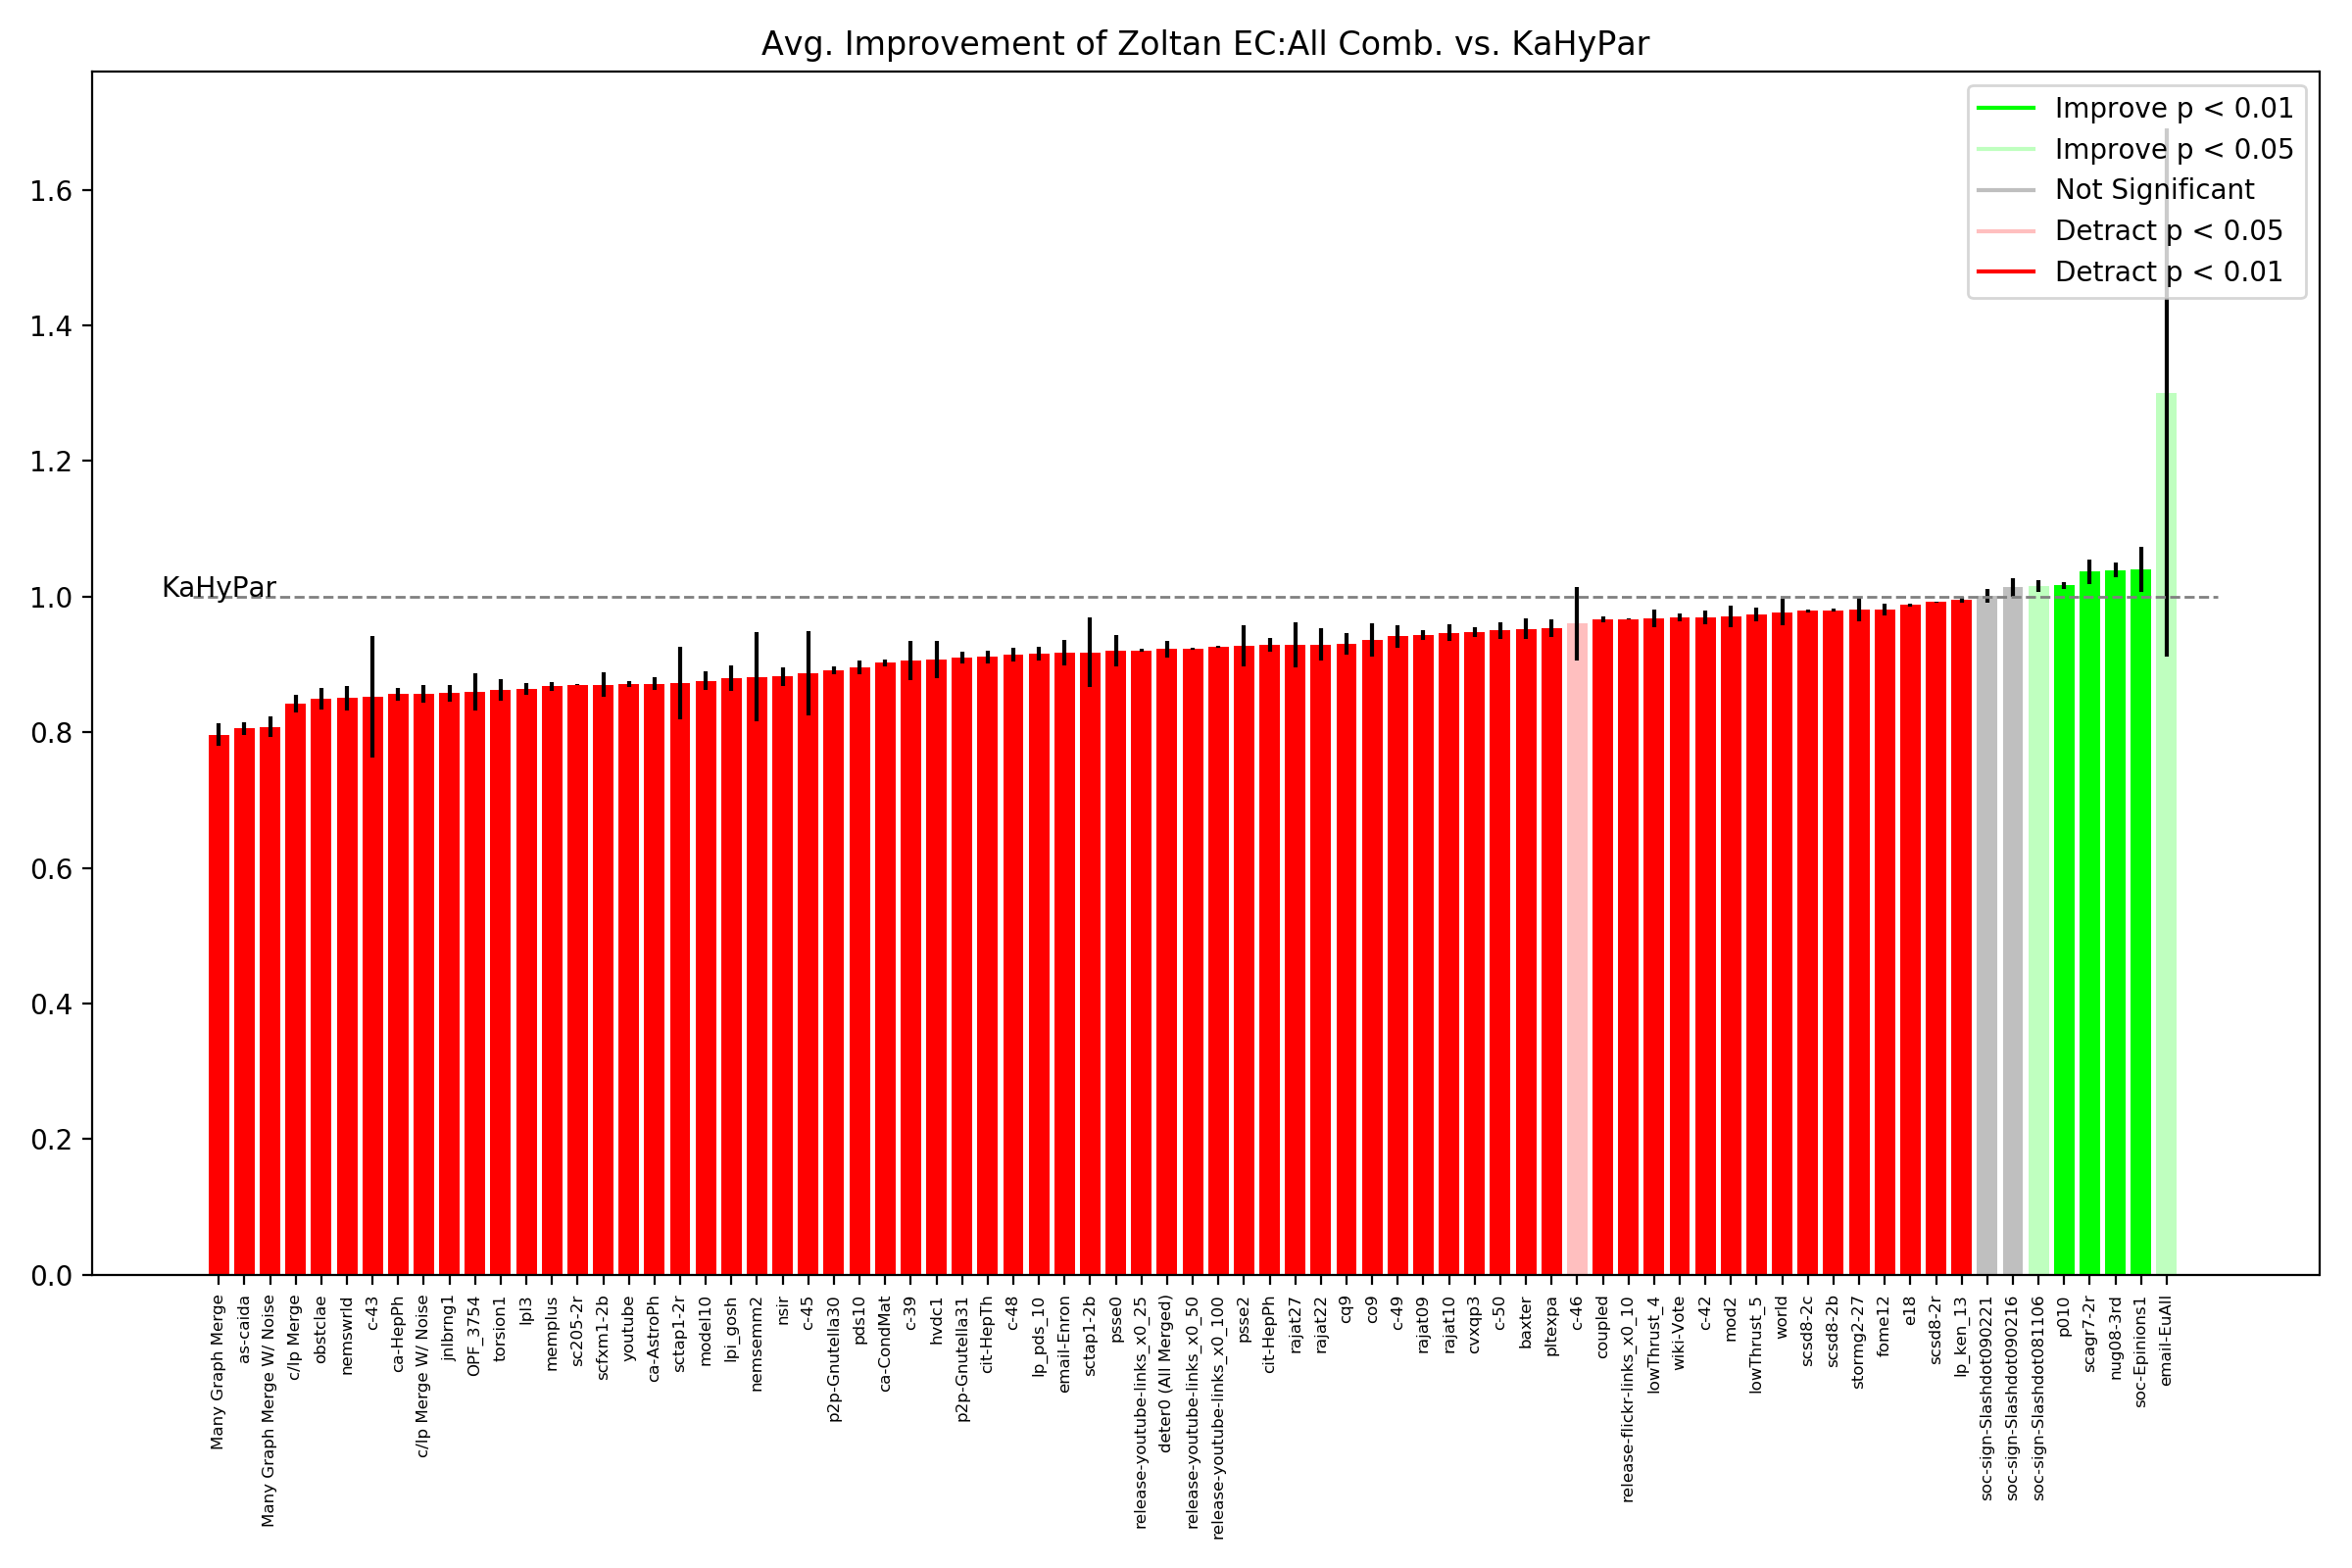 Avg. Improvement of Zoltan EC:All Comb. vs. KaHyPar
Improve p < 0.01
Improve p < 0.05
Not Significant
Detract p < 0.05
Detract p < 0.01
1.6
1.4
1.2
1.0
0.8
0.6
0.4
0.2
0.0
KaHyPar
Many Graph Merge
as-caida
Many Graph Merge W/ Noise
c/lp Merge
obstclae
nemswrld
c-43
ca-HepPh
c/lp Merge W/ Noise
jnlbrng1
OPF_3754
torsion1
lpl3
memplus
sc205-2r
scfxm1-2b
youtube
ca-AstroPh
sctap1-2r
model10
lpi_gosh
nemsemm2
nsir
c-45
p2p-Gnutella30
pds10
ca-CondMat
c-39
hvdc1
p2p-Gnutella31
cit-HepTh
c-48
lp_pds_10
email-Enron
sctap1-2b
psse0
release-youtube-links_x0_25
deter0 (All Merged)
release-youtube-links_x0_50
release-youtube-links_x0_100
psse2
cit-HepPh
rajat27
rajat22
cq9
co9
c-49
rajat09
rajat10
cvxqp3
c-50
baxter
pltexpa
c-46
coupled
release-flickr-links_x0_10
lowThrust_4
wiki-Vote
c-42
mod2
lowThrust_5
world
scsd8-2c
scsd8-2b
stormg2-27
fome12
e18
scsd8-2r
lp_ken_13
soc-sign-Slashdot090221
soc-sign-Slashdot090216
soc-sign-Slashdot081106
p010
scagr7-2r
nug08-3rd
soc-Epinions1
email-EuAll